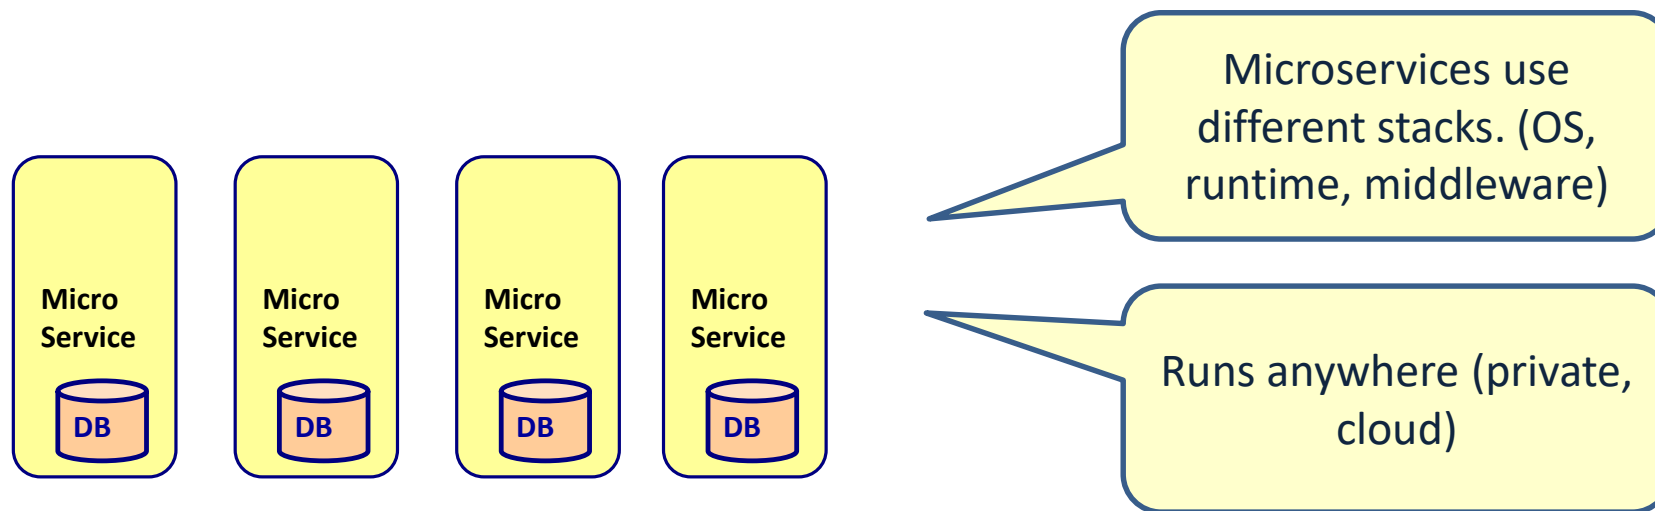 Microservices use
different stacks. (OS,
runtime, middleware)
Micro
Service
DB
Micro
Service
DB
Micro
Service
DB
Micro
Service
DB
Runs anywhere (private,
cloud)